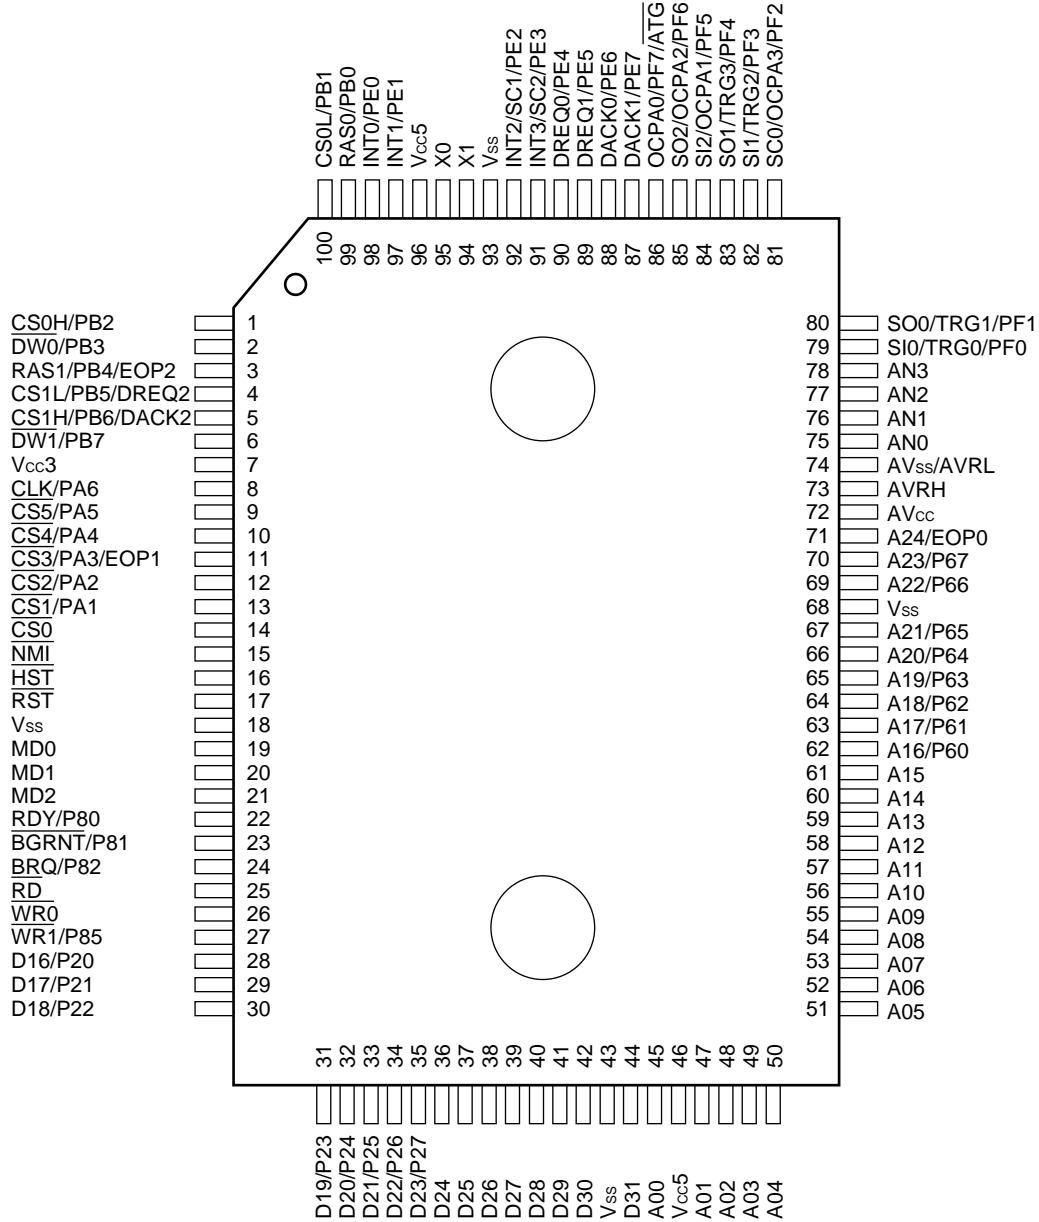 CS0L/PB1
RAS0/PB0
INT0/PE0
INT1/PE1
Vcc5
X0
X1
Vss
INT2/SC1/PE2
INT3/SC2/PE3
DREQ0/PE4
DREQ1/PE5
DACK0/PE6
DACK1/PE7
OCPA0/PF7/ATG
SO2/OCPA2/PF6
SI2/OCPA1/PF5
SO1/TRG3/PF4
SI1/TRG2/PF3
SC0/OCPA3/PF2
100
99
98
97
96
95
94
93
92
91
90
89
88
87
86
85
84
83
82
81
CS0H/PB2 1
DW0/PB3 2
RAS1/PB4/EOP2 3
CS1L/PB5/DREQ2 4
CS1H/PB6/DACK2 5
DW1/PB7 6
Vcc3 7
CLK/PA6 8
CS5/PA5 9
CS4/PA4 10
CS3/PA3/EOP1 11
CS2/PA2 12
CS1/PA1 13
CS0 14
NMI 15
HST 16
RST 17
Vss 18
MD0 19
MD1 20
MD2 21
RDY/P80 22
BGRNT/P81 23
BRQ/P82 24
RD 25
WR0 26
WR1/P85 27
D16/P20 28
D17/P21 29
D18/P22 30
80 SO0/TRG1/PF1
79 SI0/TRG0/PF0
78 AN3
77 AN2
76 AN1
75 AN0
74 AVss/AVRL
73 AVRH
72 AVcc
71 A24/EOP0
70 A23/P67
69 A22/P66
68 Vss
67 A21/P65
66 A20/P64
65 A19/P63
64 A18/P62
63 A17/P61
62 A16/P60
61 A15
60 A14
59 A13
58 A12
57 A11
56 A10
55 A09
54 A08
53 A07
52 A06
51 A05
31
32
33
34
35
36
37
38
39
40
41
42
43
44
45
46
47
48
49
50
D19/P23
D20/P24
D21/P25
D22/P26
D23/P27
D24
D25
D26
D27
D28
D29
D30
Vss
D31
A00
Vcc5
A01
A02
A03
A04